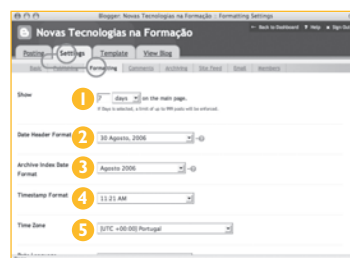 Blogger: Novas Tecnologias na Formação :: Formatting Settings
Novas Tecnologias na Formação
Back to Dashboard ? Help Sign Out
Posting Settings Template View Blog
Basic Publishing Formatting Comments Archiving Site Feed Email Members
Show
1
7 days on the main page.
If Days is selected, a limit of up to 999 posts will be enforced.
Date Header Format
2
30 Agosto, 2006
Archive Index Date
Format
3
Agosto 2006
Timestamp Format
4
11:21 AM
Time Zone
5
[UTC +00:00] Portugal